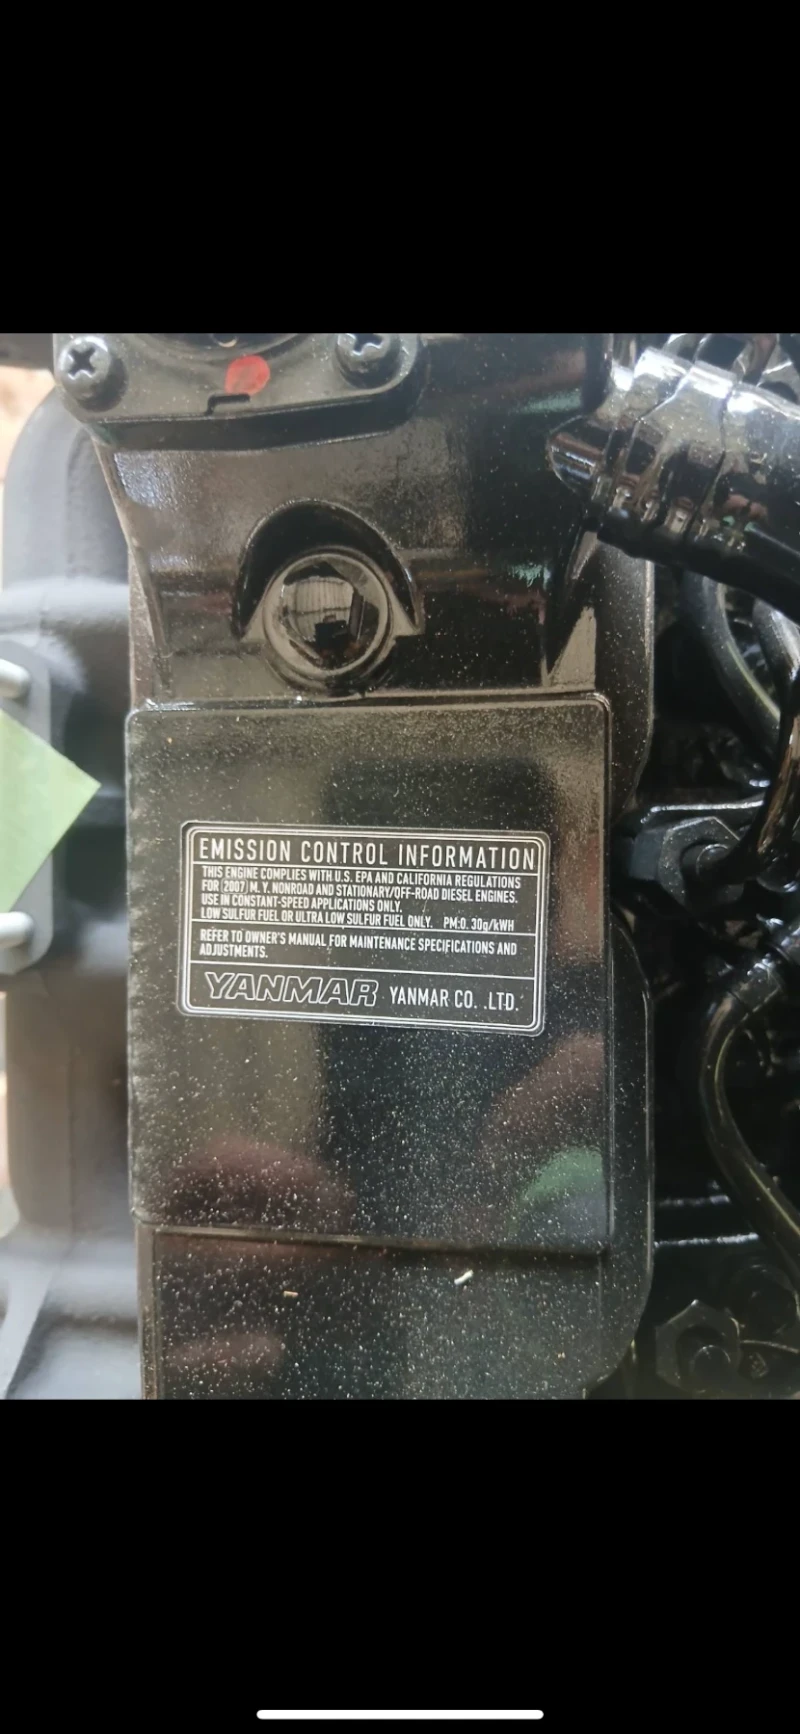 EMISSION CONTROL INFORMATION
THIS ENGINE COMPLIES WITH U.S. EPA AND CALIFORNIA REGULATIONS
FOR [2007] M. Y. NONROAD AND STATIONARY/OFF-ROAD DIESEL ENGINES.
USE IN CONSTANT-SPEED APPLICATIONS ONLY.
LOW SULFUR FUEL OR ULTRA LOW SULFUR FUEL ONLY. PM:0. 30g/kWH
REFER TO OWNER'S MANUAL FOR MAINTENANCE SPECIFICATIONS AND
ADJUSTMENTS.
YANMAR YANMAR CO. .LTD.